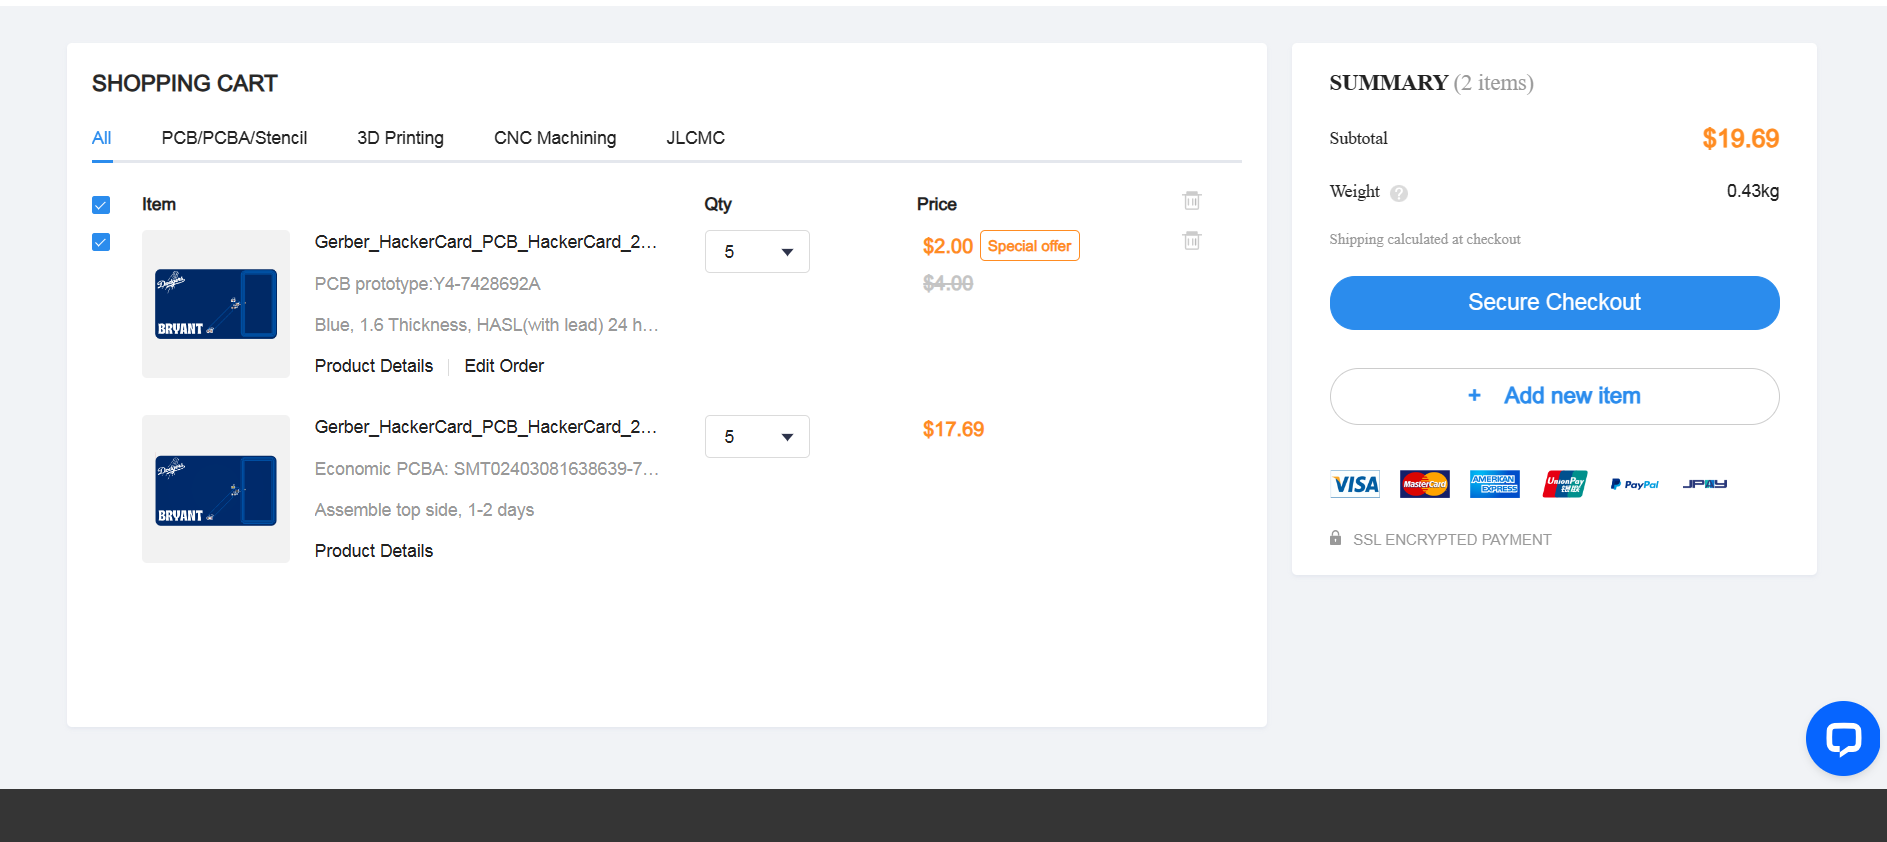 SHOPPING CART
All PCB/PCBA/Stencil 3D Printing CNC Machining JLCMC
Item Qty Price
Gerber_HackerCard_PCB_HackerCard_2... 5 $2.00 Special offer
PCB prototype:Y4-7428692A $4.00
Blue, 1.6 Thickness, HASL(with lead) 24 h...
Product Details Edit Order
Dodgers
BRYANT
Gerber_HackerCard_PCB_HackerCard_2... 5 $17.69
Economic PCBA: SMT02403081638639-7...
Assemble top side, 1-2 days
Product Details
Dodgers
BRYANT
SUMMARY (2 items)
Subtotal $19.69
Weight ? 0.43kg
Shipping calculated at checkout
Secure Checkout
+ Add new item
VISA MasterCard AMERICAN EXPRESS UnionPay 银联 PayPal JPAY
SSL ENCRYPTED PAYMENT